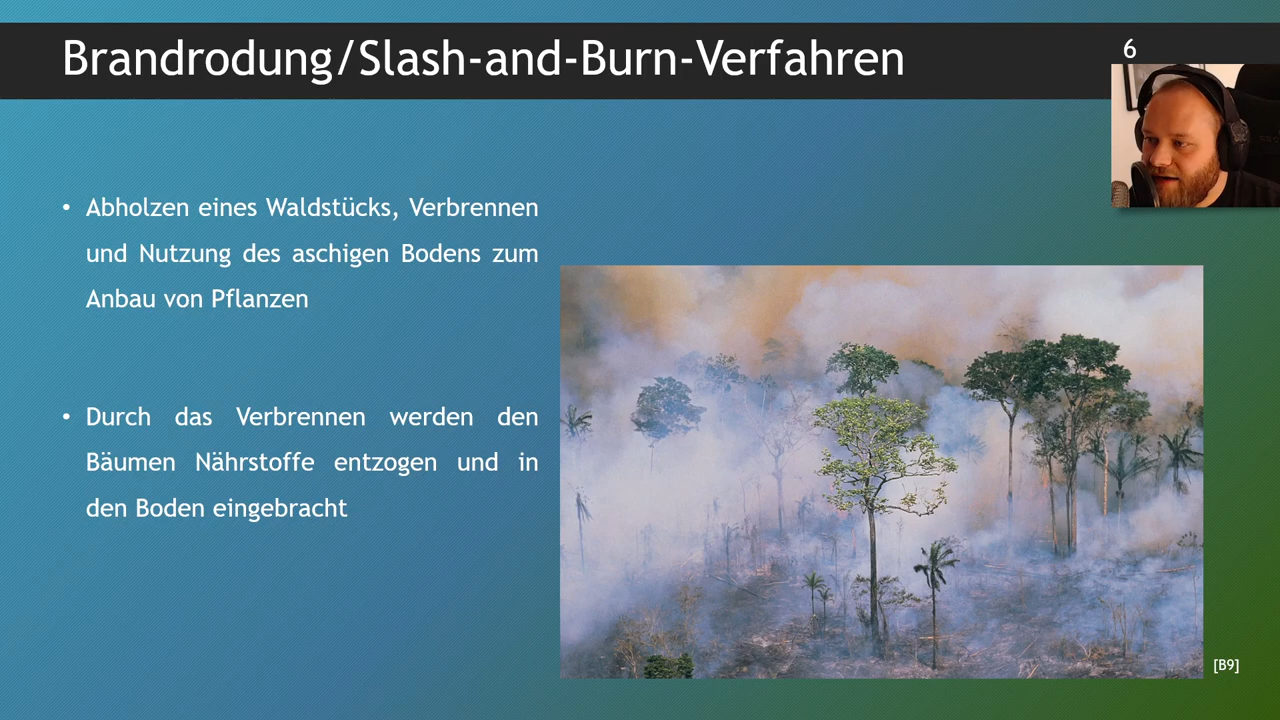 Brandrodung/Slash-and-Burn-Verfahren
6
• Abholzen eines Waldstücks, Verbrennen
und Nutzung des aschigen Bodens zum
Anbau von Pflanzen
• Durch das Verbrennen werden den
Bäumen Nährstoffe entzogen und in
den Boden eingebracht
[B9]